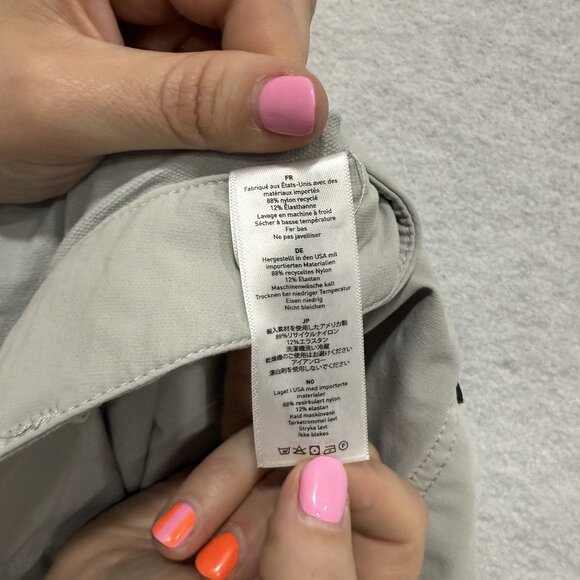 FR
Fabriqué aux États-Unis avec des
matériaux importés
88% nylon recyclé
12% Élasthanne
Lavage en machine à froid
Sécher à basse température
Fer bas
Ne pas javelliser
DE
Hergestellt in den USA mit
importierten Materialien
88% recyceltes Nylon
12% Elastan
Maschinenwäsche kalt
Trocknen bei niedriger Temperatur
Eisen niedrig
Nicht bleichen
JP
輸入素材を使用したアメリカ製
88%リサイクルナイロン
12%エラスタン
洗濯機洗い冷蔵
乾燥機のご使用はお控えください
アイアンロー
漂白剤を使用しないでください
NO
Laget i USA med importerte
materialer
88% resirkulert nylon
12% elastan
Kald maskinvask
Tørketrommel lavt
Stryke lavt
Ikke blekes